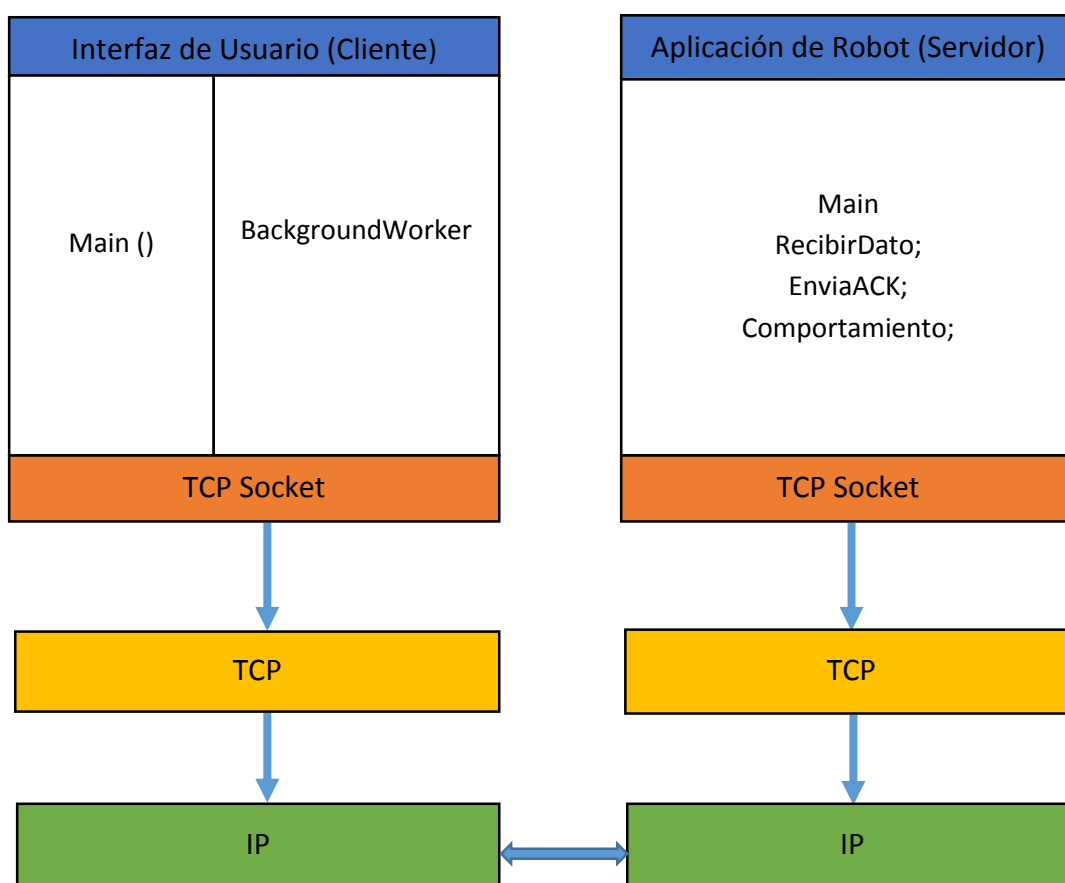 Interfaz de Usuario (Cliente)
Main ()
BackgroundWorker
TCP Socket
TCP
IP
Aplicación de Robot (Servidor)
Main
RecibirDato;
EnviaACK;
Comportamiento;
TCP Socket
TCP
IP